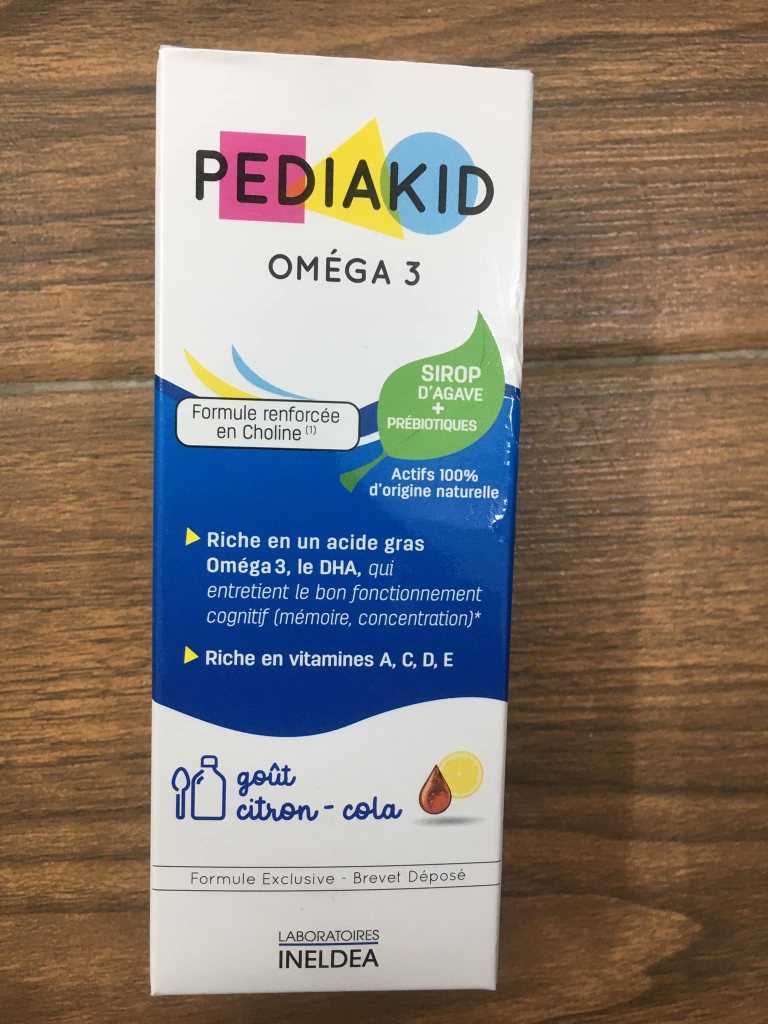 PEDIAKID
OMÉGA 3
SIROP
D'AGAVE
+
PRÉBIOTIQUES
Formule renforcée
en Choline (1)
Actifs 100%
d'origine naturelle
Riche en un acide gras
Oméga 3, le DHA, qui
entretient le bon fonctionnement
cognitif (mémoire, concentration)*
Riche en vitamines A, C, D, E
goût
citron - cola
Formule Exclusive - Brevet Déposé
LABORATOIRES
INELDEA